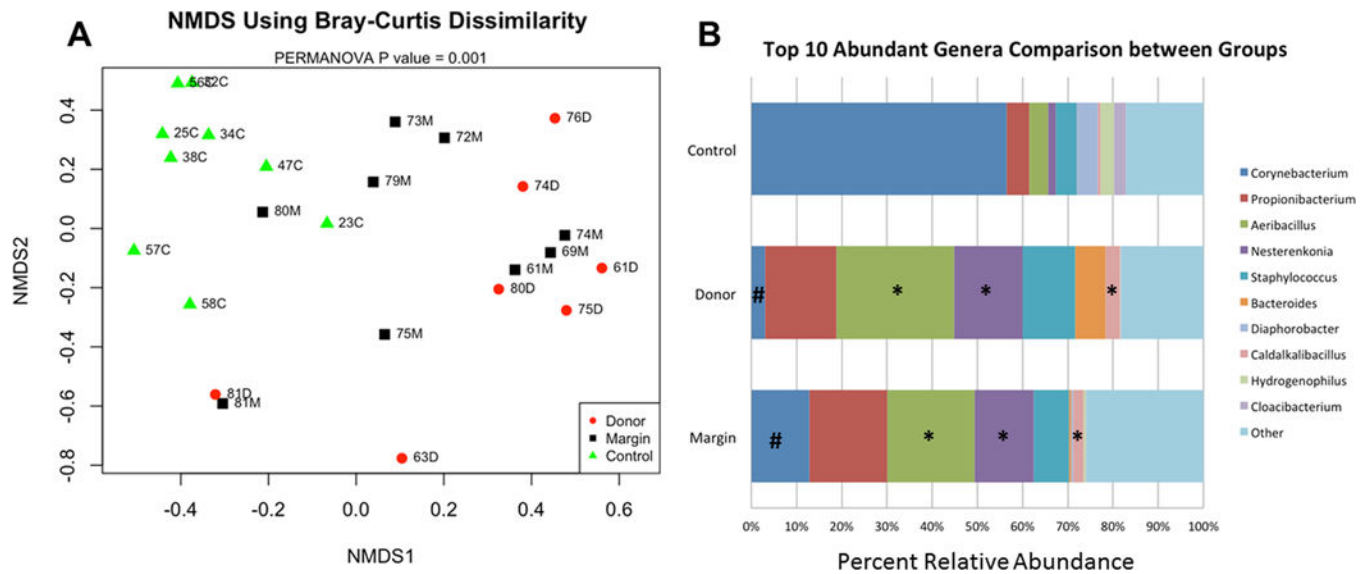 A
NMDS Using Bray-Curtis Dissimilarity
PERMANOVA P value = 0.001
NMDS2
0.4
0.2
0.0
-0.2
-0.4
-0.6
-0.8
56C 32C
25C 34C
38C
47C
80M
23C
57C
58C
73M
72M
79M
76D
74D
74M
69M
61M
61D
80D
75D
75M
81D
81M
63D
Donor
Margin
Control
-0.4 -0.2 0.0 0.2 0.4 0.6
NMDS1
B
Top 10 Abundant Genera Comparison between Groups
Control
Donor
# * * *
Margin
# * * *
0% 10% 20% 30% 40% 50% 60% 70% 80% 90% 100%
Percent Relative Abundance
Corynebacterium
Propionibacterium
Aeribacillus
Nesterenkonia
Staphylococcus
Bacteroides
Diaphorobacter
Caldalkalibacillus
Hydrogenophilus
Cloacibacterium
Other